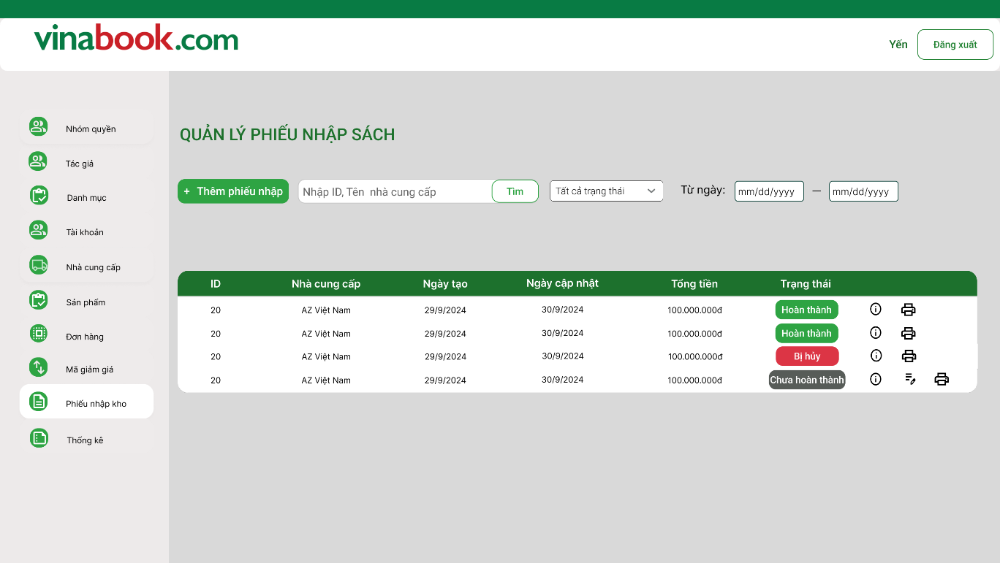 vinabook.com
Yến
Đăng xuất
Nhóm quyền
Tác giả
Danh mục
Tài khoản
Nhà cung cấp
Sản phẩm
Đơn hàng
Mã giảm giá
Phiếu nhập kho
Thống kê
QUẢN LÝ PHIẾU NHẬP SÁCH
+ Thêm phiếu nhập
Nhập ID, Tên nhà cung cấp
Tìm
Tất cả trạng thái
Từ ngày: mm/dd/yyyy — mm/dd/yyyy
ID Nhà cung cấp Ngày tạo Ngày cập nhật Tổng tiền Trạng thái
20 AZ Việt Nam 29/9/2024 30/9/2024 100.000.000đ Hoàn thành
20 AZ Việt Nam 29/9/2024 30/9/2024 100.000.000đ Hoàn thành
20 AZ Việt Nam 29/9/2024 30/9/2024 100.000.000đ Bị hủy
20 AZ Việt Nam 29/9/2024 30/9/2024 100.000.000đ Chưa hoàn thành